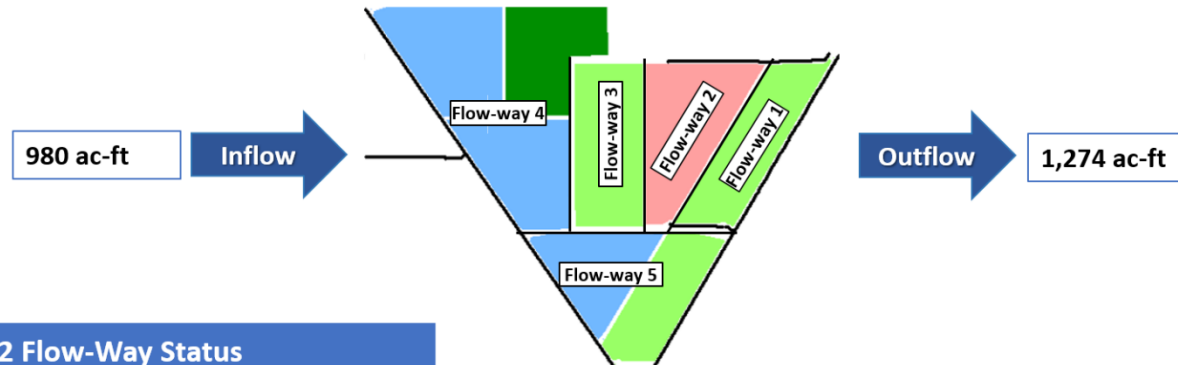 980 ac-ft
Inflow
Flow-way 4
Flow-way 3
Flow-way 2
Flow-way 1
Flow-way 5
Outflow
1,274 ac-ft
2 Flow-Way Status